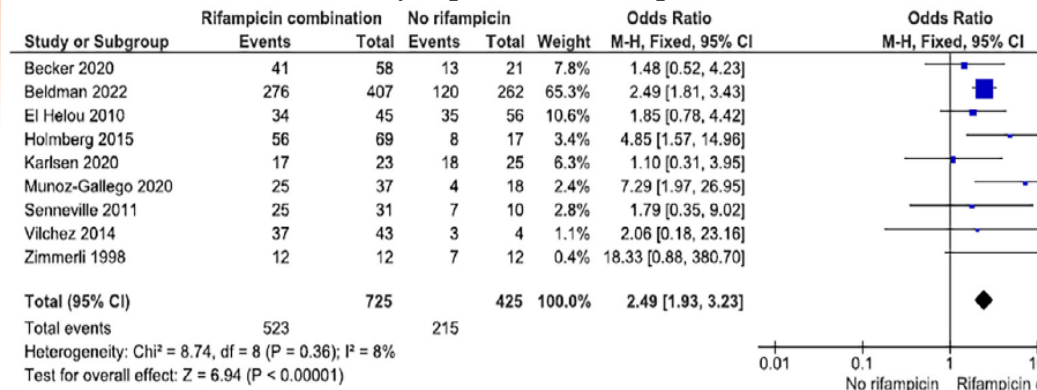 Rifampicin combination No rifampicin Odds Ratio Odds Ratio
Study or Subgroup Events Total Events Total Weight M-H, Fixed, 95% CI M-H, Fixed, 95% CI
Becker 2020 41 58 13 21 7.8% 1.48 [0.52, 4.23]
Beldman 2022 276 407 120 262 65.3% 2.49 [1.81, 3.43]
El Helou 2010 34 45 35 56 10.6% 1.85 [0.78, 4.42]
Holmberg 2015 56 69 8 17 3.4% 4.85 [1.57, 14.96]
Karlsen 2020 17 23 18 25 6.3% 1.10 [0.31, 3.95]
Munoz-Gallego 2020 25 37 4 18 2.4% 7.29 [1.97, 26.95]
Senneville 2011 25 31 7 10 2.8% 1.79 [0.35, 9.02]
Vilchez 2014 37 43 3 4 1.1% 2.06 [0.18, 23.16]
Zimmerli 1998 12 12 7 12 0.4% 18.33 [0.88, 380.70]
Total (95% CI) 725 425 100.0% 2.49 [1.93, 3.23]
Total events 523 215
Heterogeneity: Chi² = 8.74, df = 8 (P = 0.36); I² = 8%
Test for overall effect: Z = 6.94 (P < 0.00001)
0.01 0.1 1
No rifampicin Rifampicin